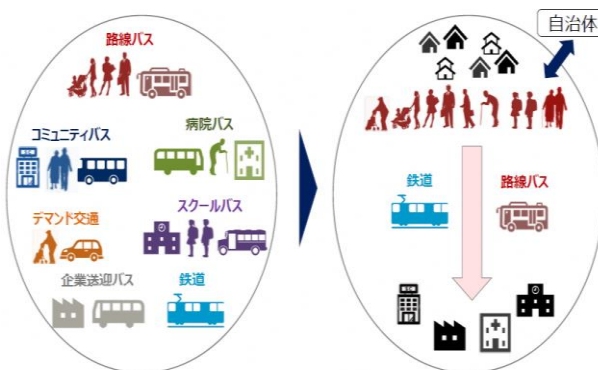 路線バス
コミュニティバス
病院バス
デマンド交通
スクールバス
企業送迎バス
鉄道
自治体
鉄道
路線バス